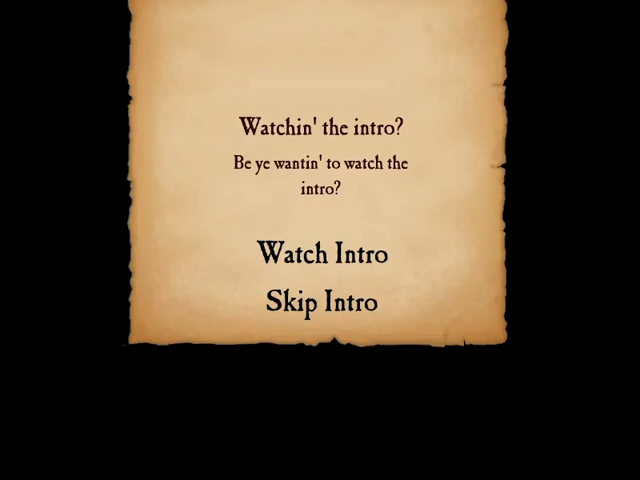 Watchin' the intro?
Be ye wantin' to watch the
intro?
Watch Intro
Skip Intro